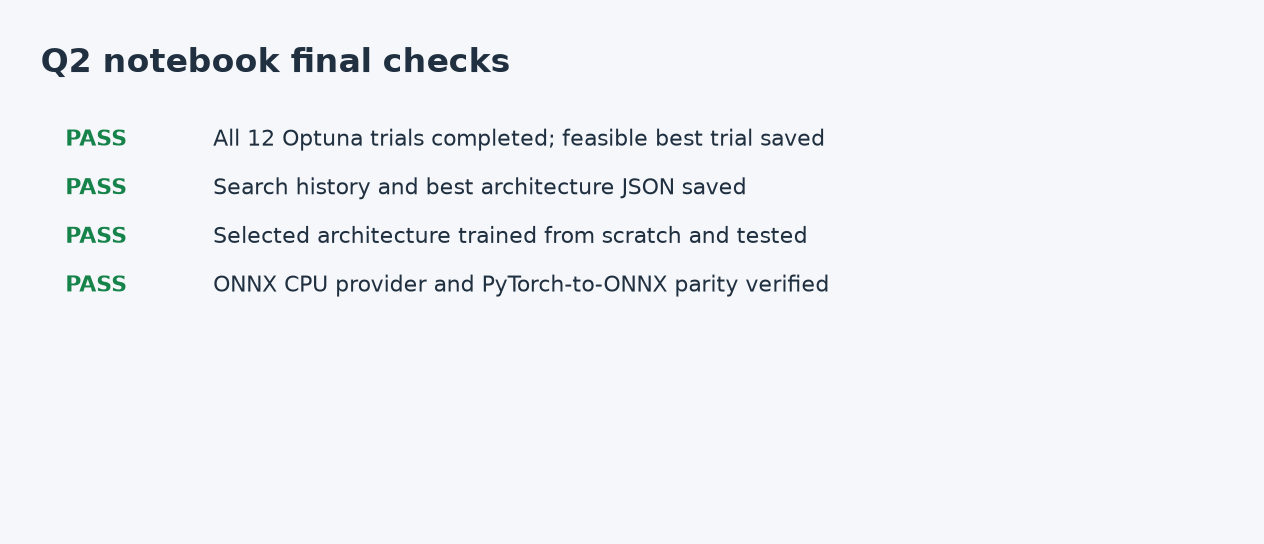 Q2 notebook final checks
PASS All 12 Optuna trials completed; feasible best trial saved
PASS Search history and best architecture JSON saved
PASS Selected architecture trained from scratch and tested
PASS ONNX CPU provider and PyTorch-to-ONNX parity verified